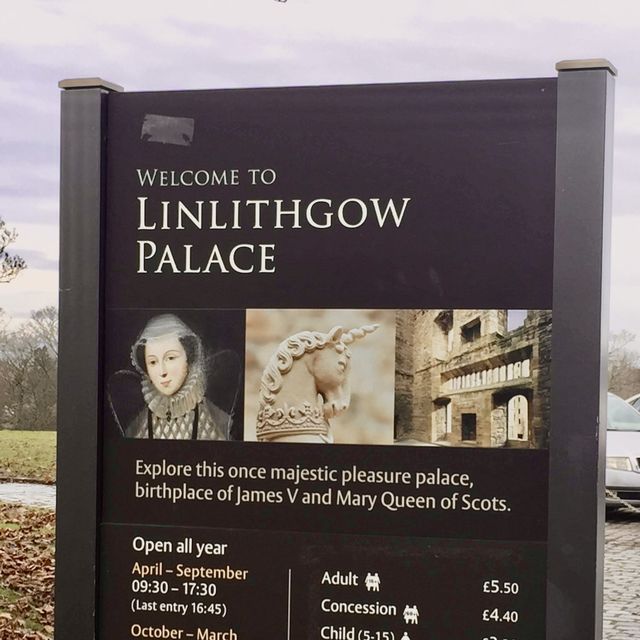 WELCOME TO
LINLITHGOW
PALACE
Explore this once majestic pleasure palace,
birthplace of James V and Mary Queen of Scots.
Open all year
April – September
09:30 – 17:30
(Last entry 16:45)
October – March
Adult £5.50
Concession £4.40
Child (5-15)